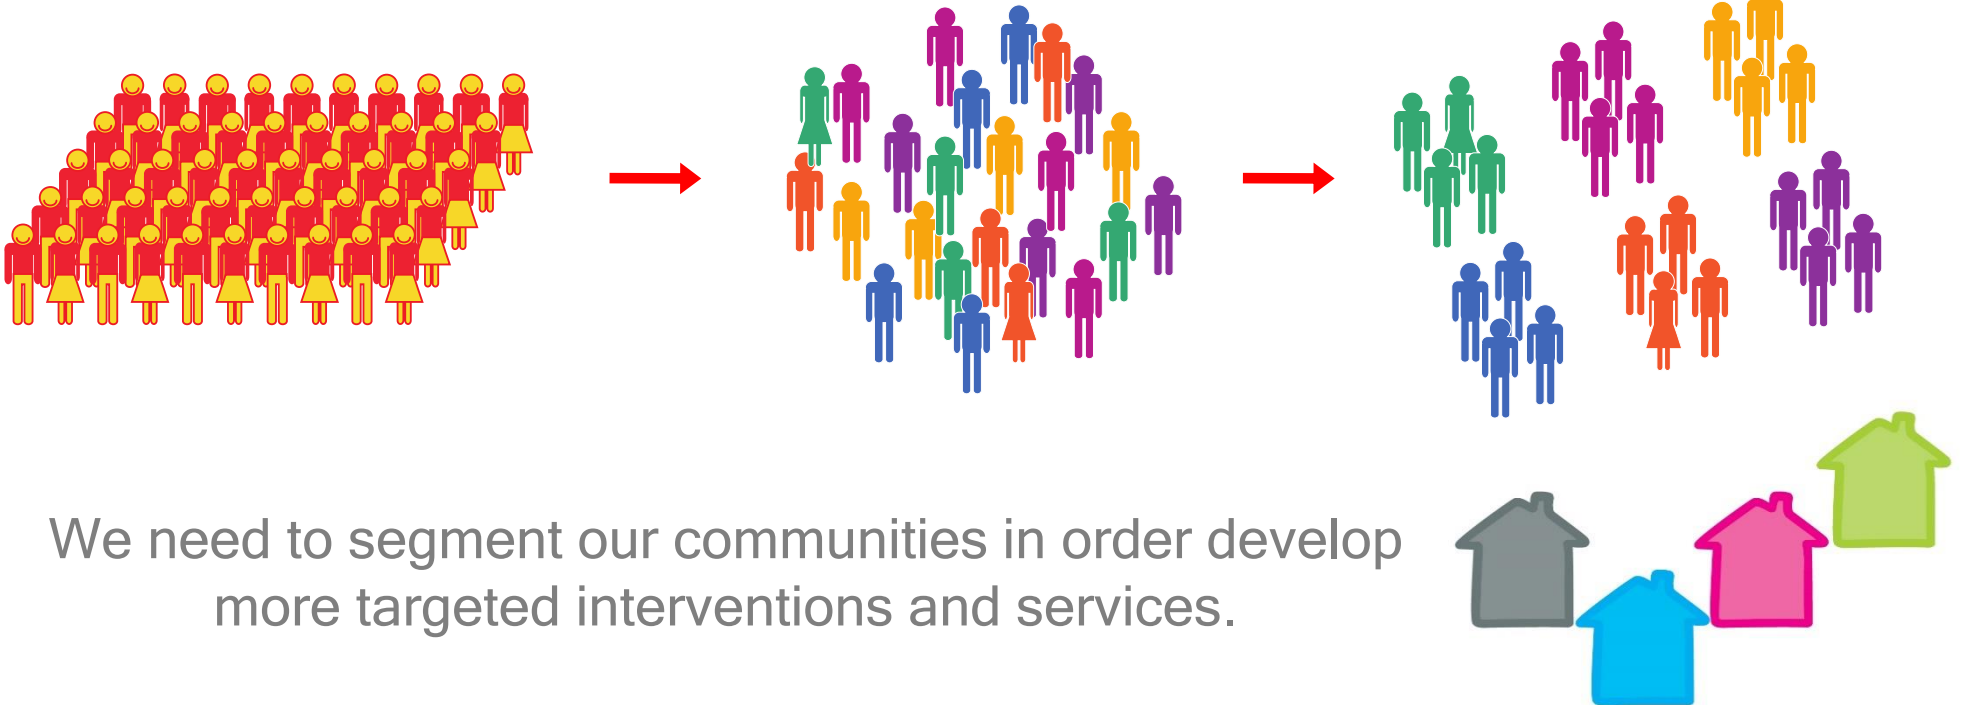 We need to segment our communities in order develop
more targeted interventions and services.